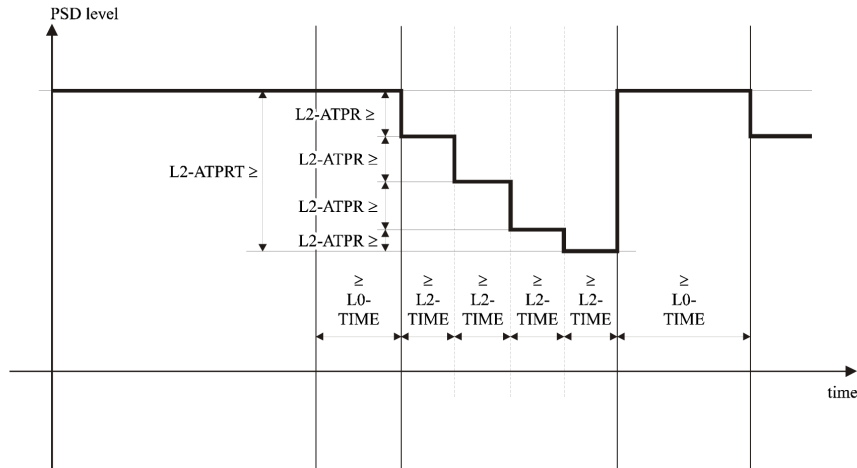 PSD level
L2-ATPR ≥
L2-ATPR ≥
L2-ATPRT ≥
L2-ATPR ≥
L2-ATPR ≥
≥
L0-
TIME
≥
L2-
TIME
≥
L2-
TIME
≥
L2-
TIME
≥
L2-
TIME
≥
L0-
TIME
time